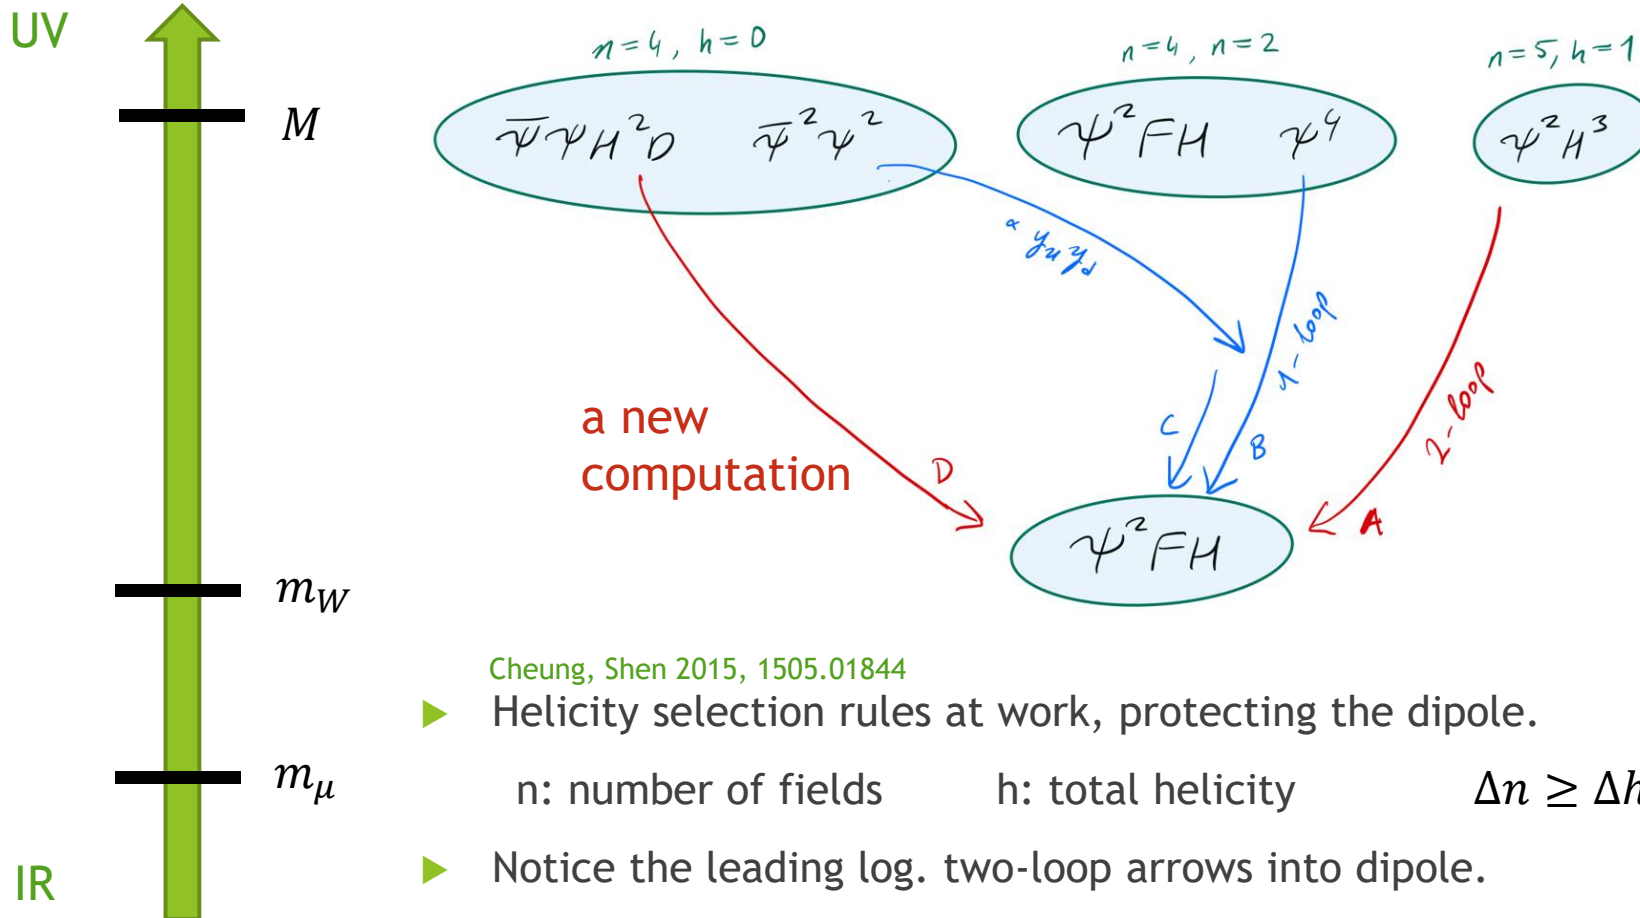 UV
n=4, h=0
n=4, n=2
n=5, h=1
M
ψ̅ψH²D ψ̅²ψ²
ψ²FH ψ⁴
ψ²H³
∝ yᵤy_d
1-loop
2-loop
a new
computation
C
B
D
A
ψ²FH
m_W
Cheung, Shen 2015, 1505.01844
▶ Helicity selection rules at work, protecting the dipole.
m_μ
n: number of fields h: total helicity Δn ≥ Δh
▶ Notice the leading log. two-loop arrows into dipole.
IR